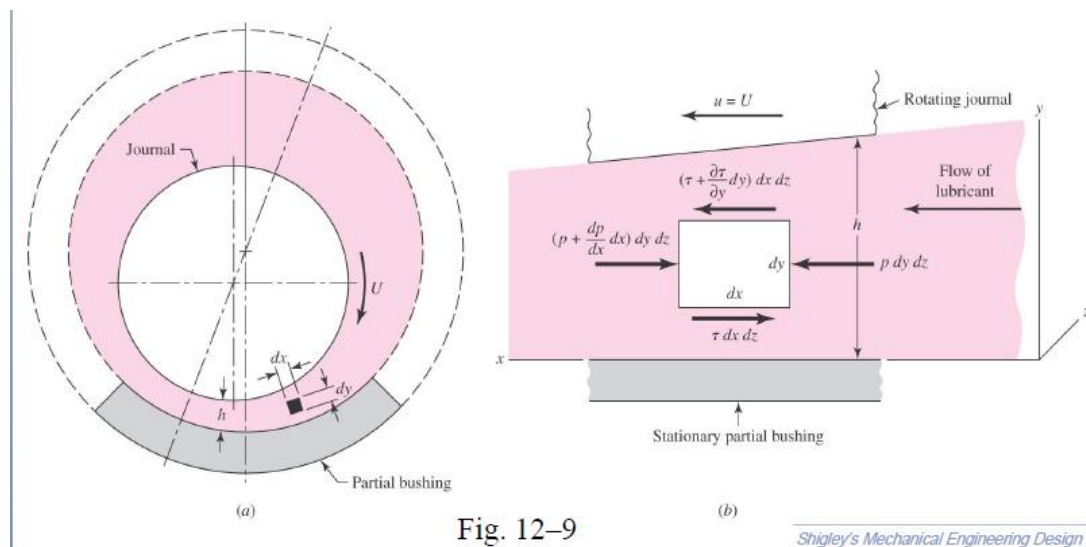 Journal
U
dx
dy
h
Partial bushing
(a)
u = U
Rotating journal
y
Flow of
lubricant
(τ + ∂τ/∂y dy) dx dz
h
(p + dp/dx dx) dy dz
dy
p dy dz
dx
τ dx dz
x
z
Stationary partial bushing
(b)
Fig. 12–9
Shigley's Mechanical Engineering Design